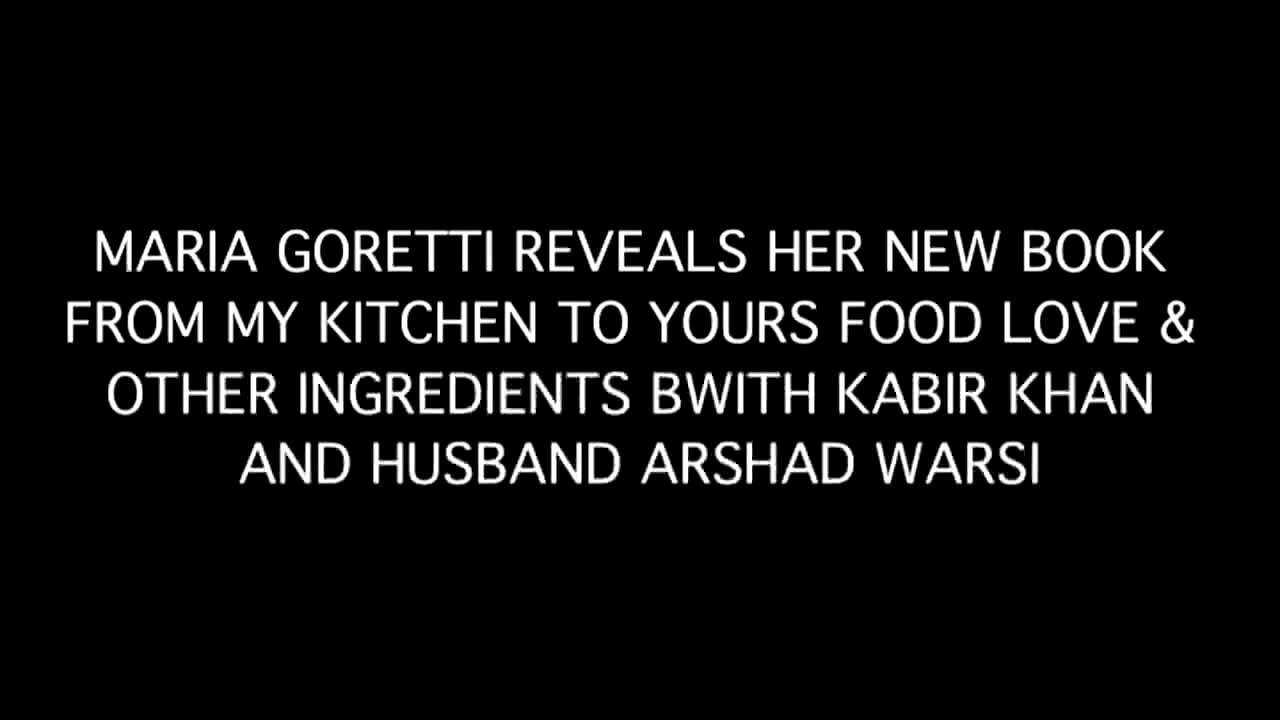 MARIA GORETTI REVEALS HER NEW BOOK
FROM MY KITCHEN TO YOURS FOOD LOVE &
OTHER INGREDIENTS BWITH KABIR KHAN
AND HUSBAND ARSHAD WARSI